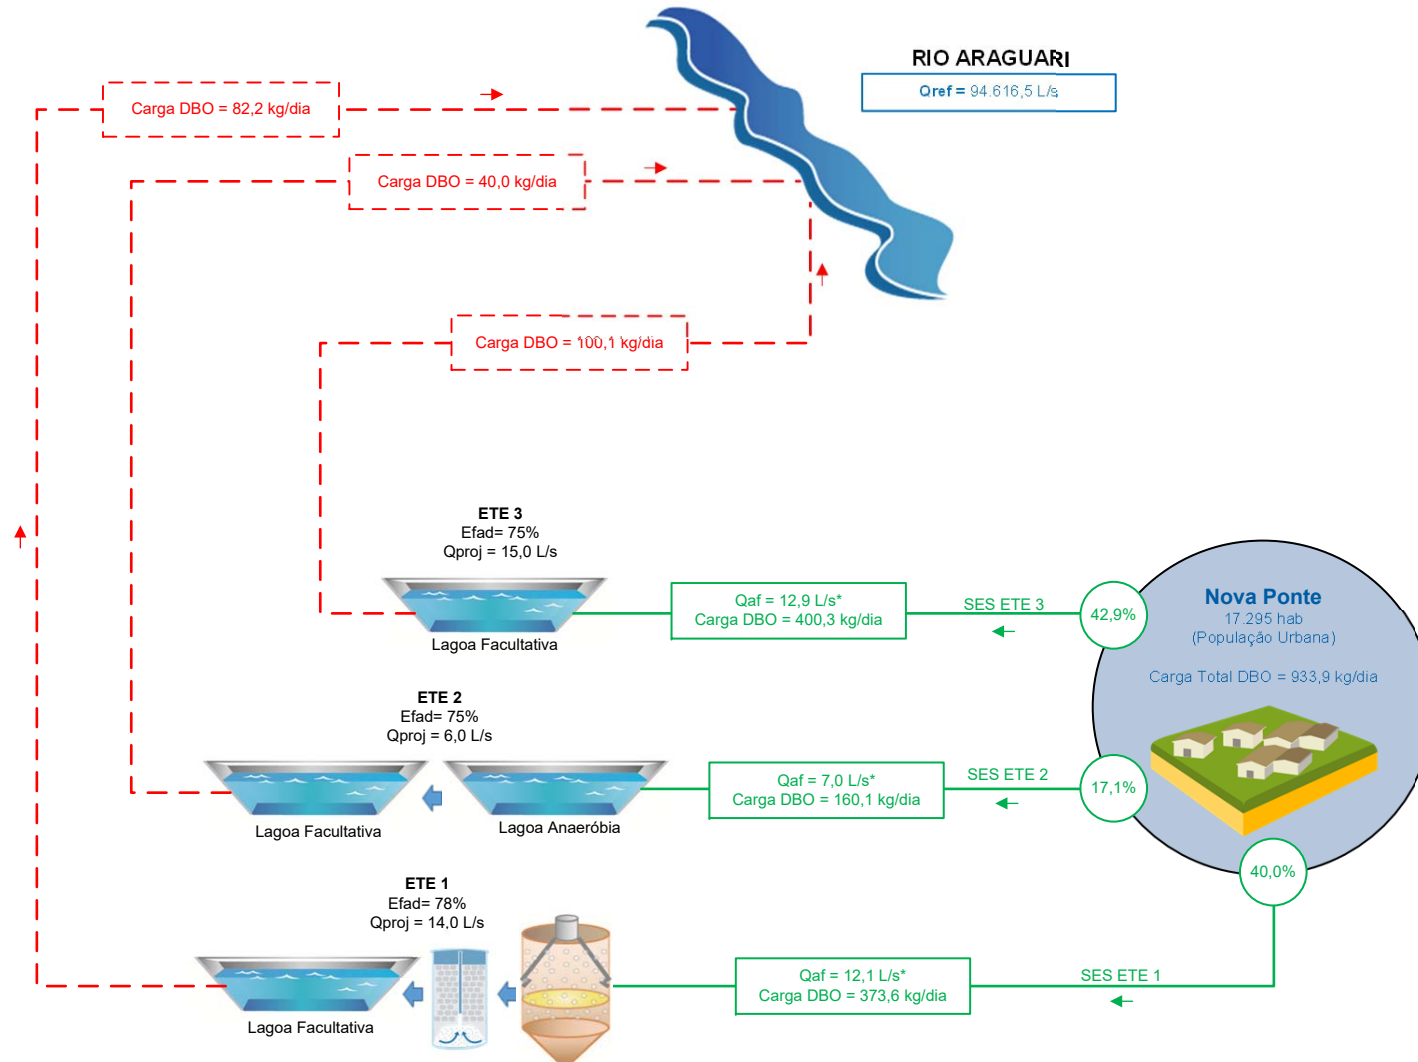 RIO ARAGUARI
Qref = 94.616,5 L/s
Carga DBO = 82,2 kg/dia
Carga DBO = 40,0 kg/dia
Carga DBO = 100,1 kg/dia
ETE 3
Efad= 75%
Qproj = 15,0 L/s
Lagoa Facultativa
Qaf = 12,9 L/s*
Carga DBO = 400,3 kg/dia
SES ETE 3
42,9%
Nova Ponte
17.295 hab
(População Urbana)
Carga Total DBO = 933,9 kg/dia
ETE 2
Efad= 75%
Qproj = 6,0 L/s
Lagoa Facultativa
Lagoa Anaeróbia
Qaf = 7,0 L/s*
Carga DBO = 160,1 kg/dia
SES ETE 2
17,1%
40,0%
ETE 1
Efad= 78%
Qproj = 14,0 L/s
Lagoa Facultativa
Qaf = 12,1 L/s*
Carga DBO = 373,6 kg/dia
SES ETE 1